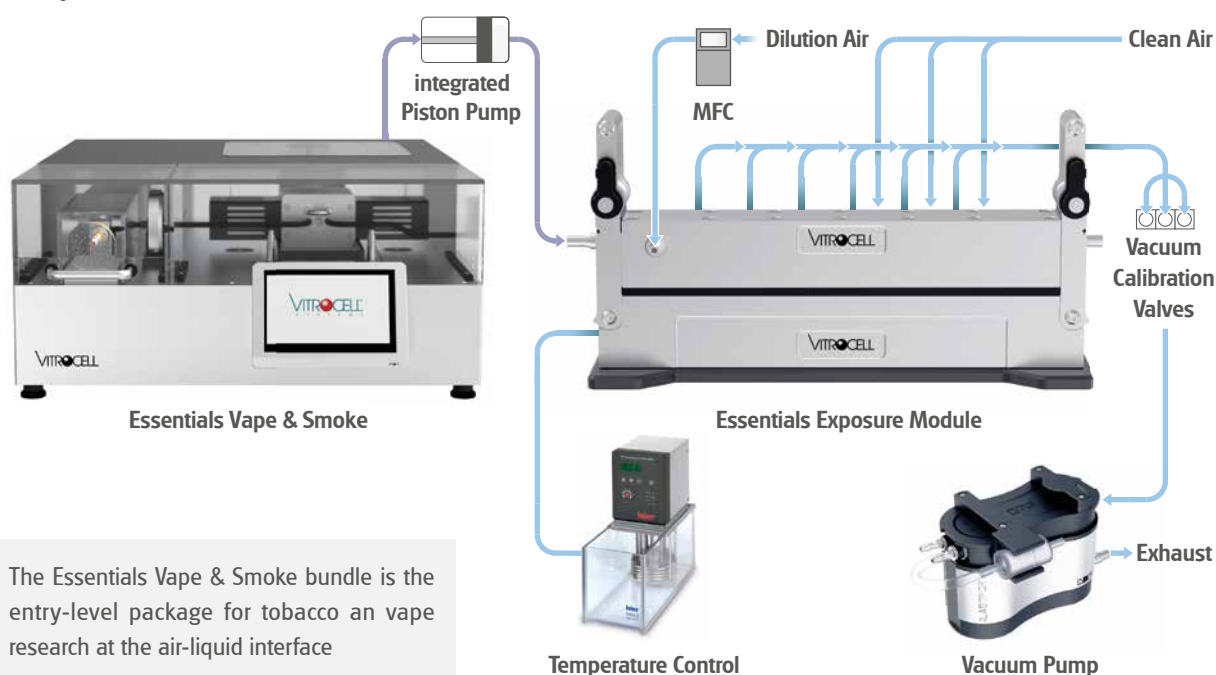 Dilution Air
Clean Air
integrated
Piston Pump
MFC
VITROCELL
Vacuum
Calibration
Valves
VITROCELL
SYSTEMS
VITROCELL
VITROCELL
Essentials Vape & Smoke
Essentials Exposure Module
huber
Exhaust
The Essentials Vape & Smoke bundle is the
entry-level package for tobacco an vape
research at the air-liquid interface
Temperature Control
Vacuum Pump